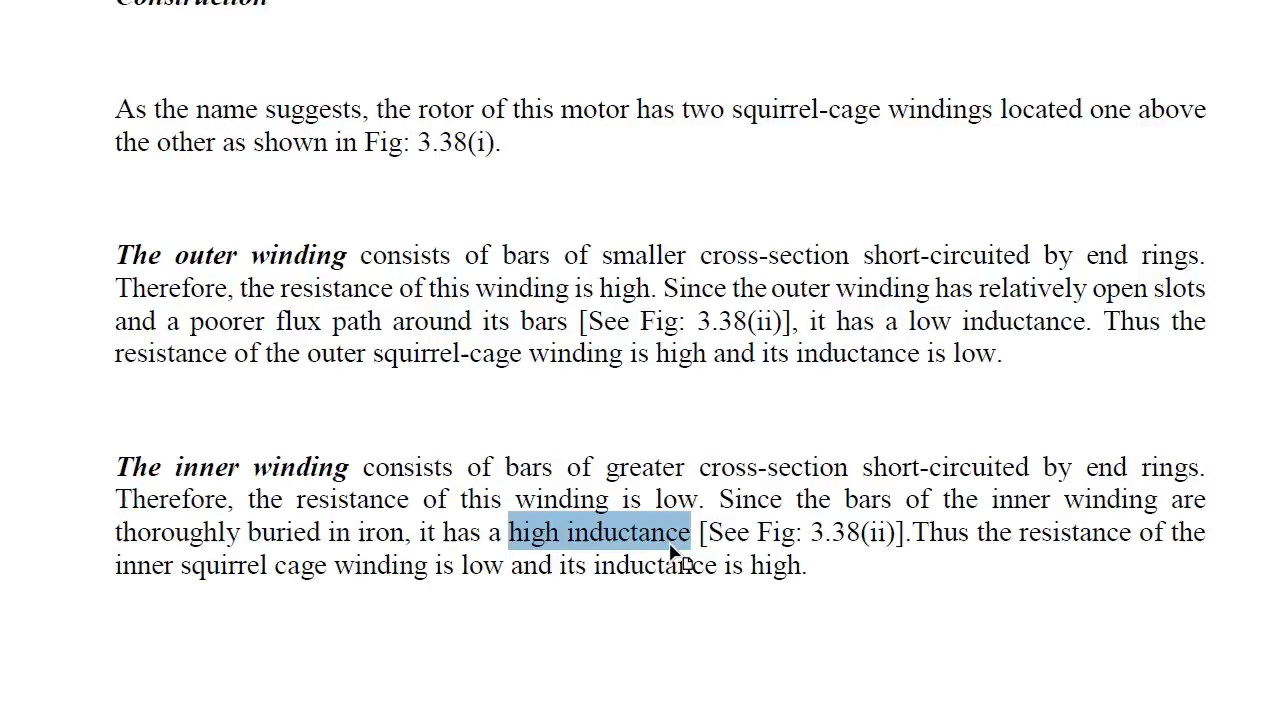 Construction
As the name suggests, the rotor of this motor has two squirrel-cage windings located one above
the other as shown in Fig: 3.38(i).
The outer winding consists of bars of smaller cross-section short-circuited by end rings.
Therefore, the resistance of this winding is high. Since the outer winding has relatively open slots
and a poorer flux path around its bars [See Fig: 3.38(ii)], it has a low inductance. Thus the
resistance of the outer squirrel-cage winding is high and its inductance is low.
The inner winding consists of bars of greater cross-section short-circuited by end rings.
Therefore, the resistance of this winding is low. Since the bars of the inner winding are
thoroughly buried in iron, it has a high inductance [See Fig: 3.38(ii)].Thus the resistance of the
inner squirrel cage winding is low and its inductance is high.